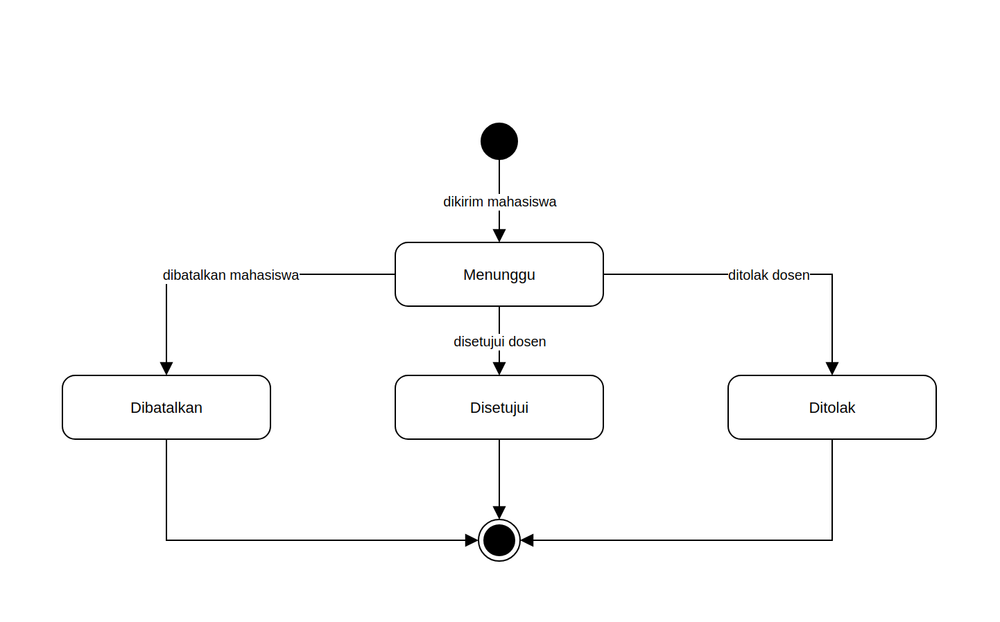 dikirim mahasiswa
dibatalkan mahasiswa
Menunggu
ditolak dosen
disetujui dosen
Dibatalkan
Disetujui
Ditolak